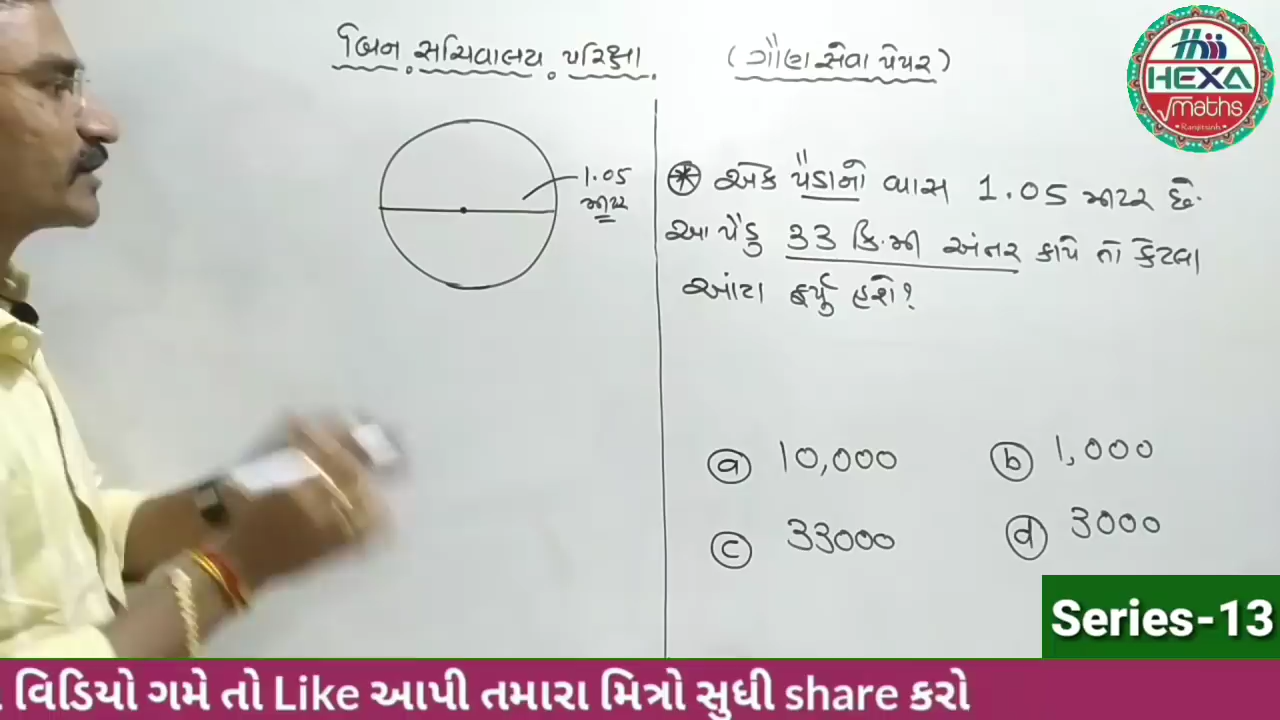 બિન સચિવાલય પરિક્ષા (ગૌણ સેવા પેપર)
HEXA
√maths
Ranjitsinh
1.05
મીટર
એક પૈડાનો વ્યાસ 1.05 મીટર છે.
આ પૈડુ 33 કિ.મી અંતર કાપે તો કેટલા
આંટા ફર્યુ હશે?
ⓐ 10,000 ⓑ 1,000
ⓒ 33000 ⓓ 3000
Series-13
વિડિયો ગમે તો Like આપી તમારા મિત્રો સુધી share કરો